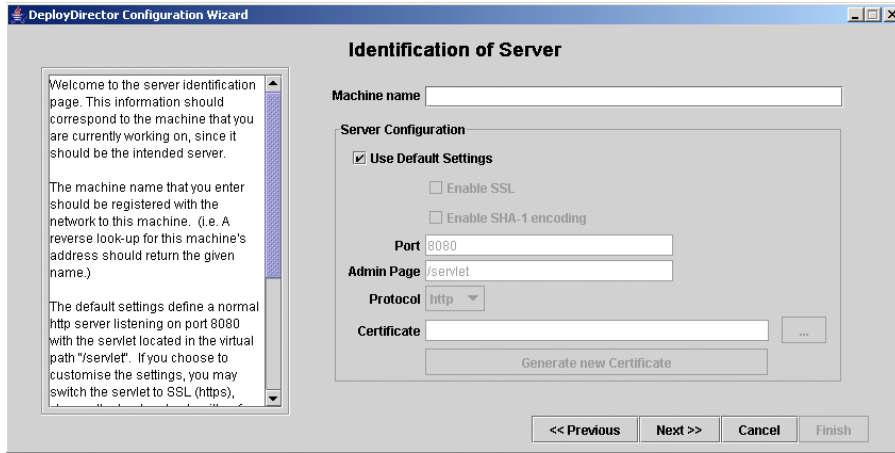 DeployDirector Configuration Wizard
Identification of Server
Welcome to the server identification
page. This information should
correspond to the machine that you
are currently working on, since it
should be the intended server.
The machine name that you enter
should be registered with the
network to this machine. (i.e. A
reverse look-up for this machine's
address should return the given
name.)
The default settings define a normal
http server listening on port 8080
with the servlet located in the virtual
path "/servlet". If you choose to
customise the settings, you may
switch the servlet to SSL (https),
Machine name
Server Configuration
Use Default Settings
Enable SSL
Enable SHA-1 encoding
Port 8080
Admin Page /servlet
Protocol http
Certificate ...
Generate new Certificate
<< Previous Next >> Cancel Finish